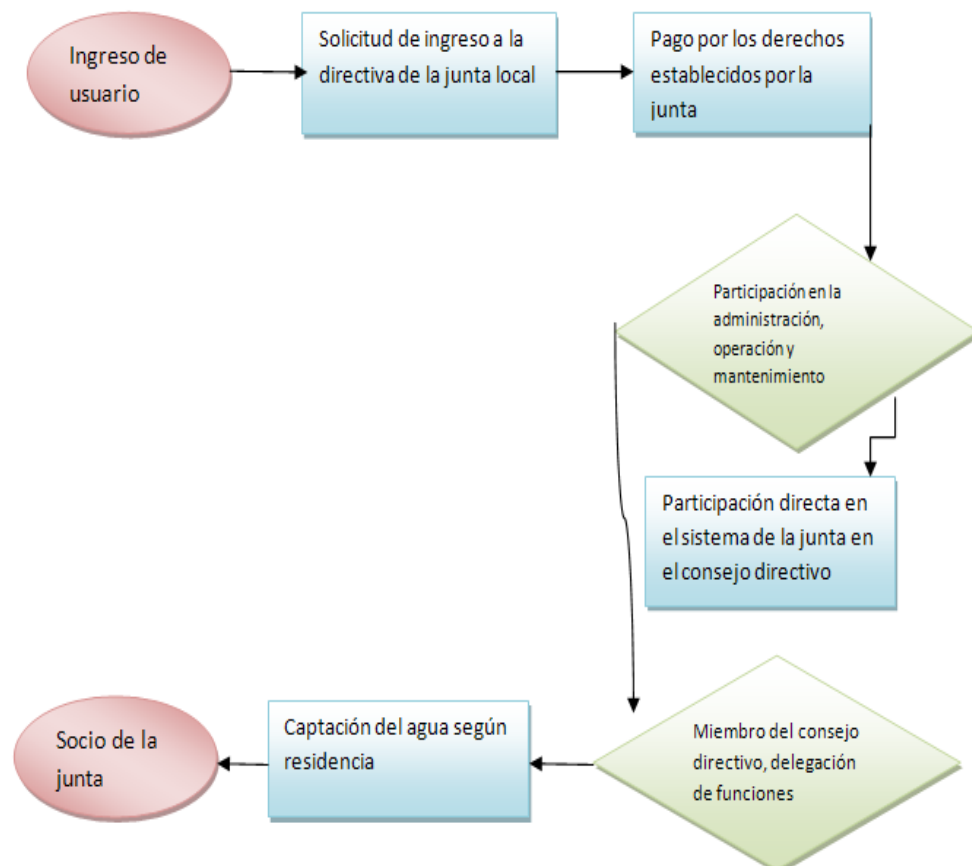 Ingreso de
usuario
Solicitud de ingreso a la
directiva de la junta local
Pago por los derechos
establecidos por la
junta
Participación en la
administración,
operación y
mantenimiento
Participación directa en
el sistema de la junta en
el consejo directivo
Miembro del consejo
directivo, delegación
de funciones
Captación del agua según
residencia
Socio de la
junta